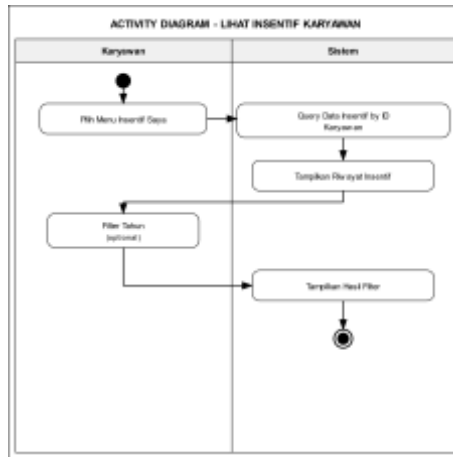 ACTIVITY DIAGRAM - LIHAT INSENTIF KARYAWAN
Karyawan
Sistem
Pilih Menu Insentif Saya
Query Data Insentif by ID
Karyawan
Tampilkan Riwayat Insentif
Filter Tahun
(optional)
Tampilkan Hasil Filter